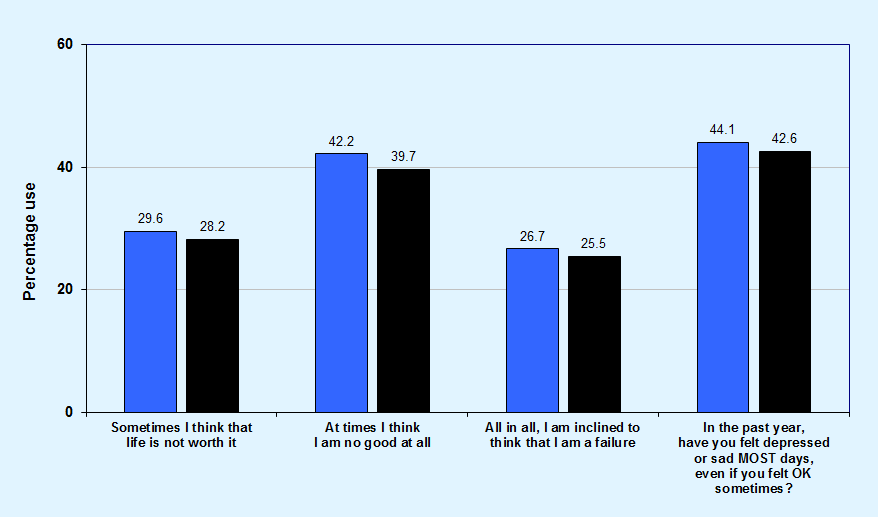 60
40
20
0
Percentage use
29.6
28.2
42.2
39.7
26.7
25.5
44.1
42.6
Sometimes I think that
life is not worth it
At times I think
I am no good at all
All in all, I am inclined to
think that I am a failure
In the past year,
have you felt depressed
or sad MOST days,
even if you felt OK
sometimes?